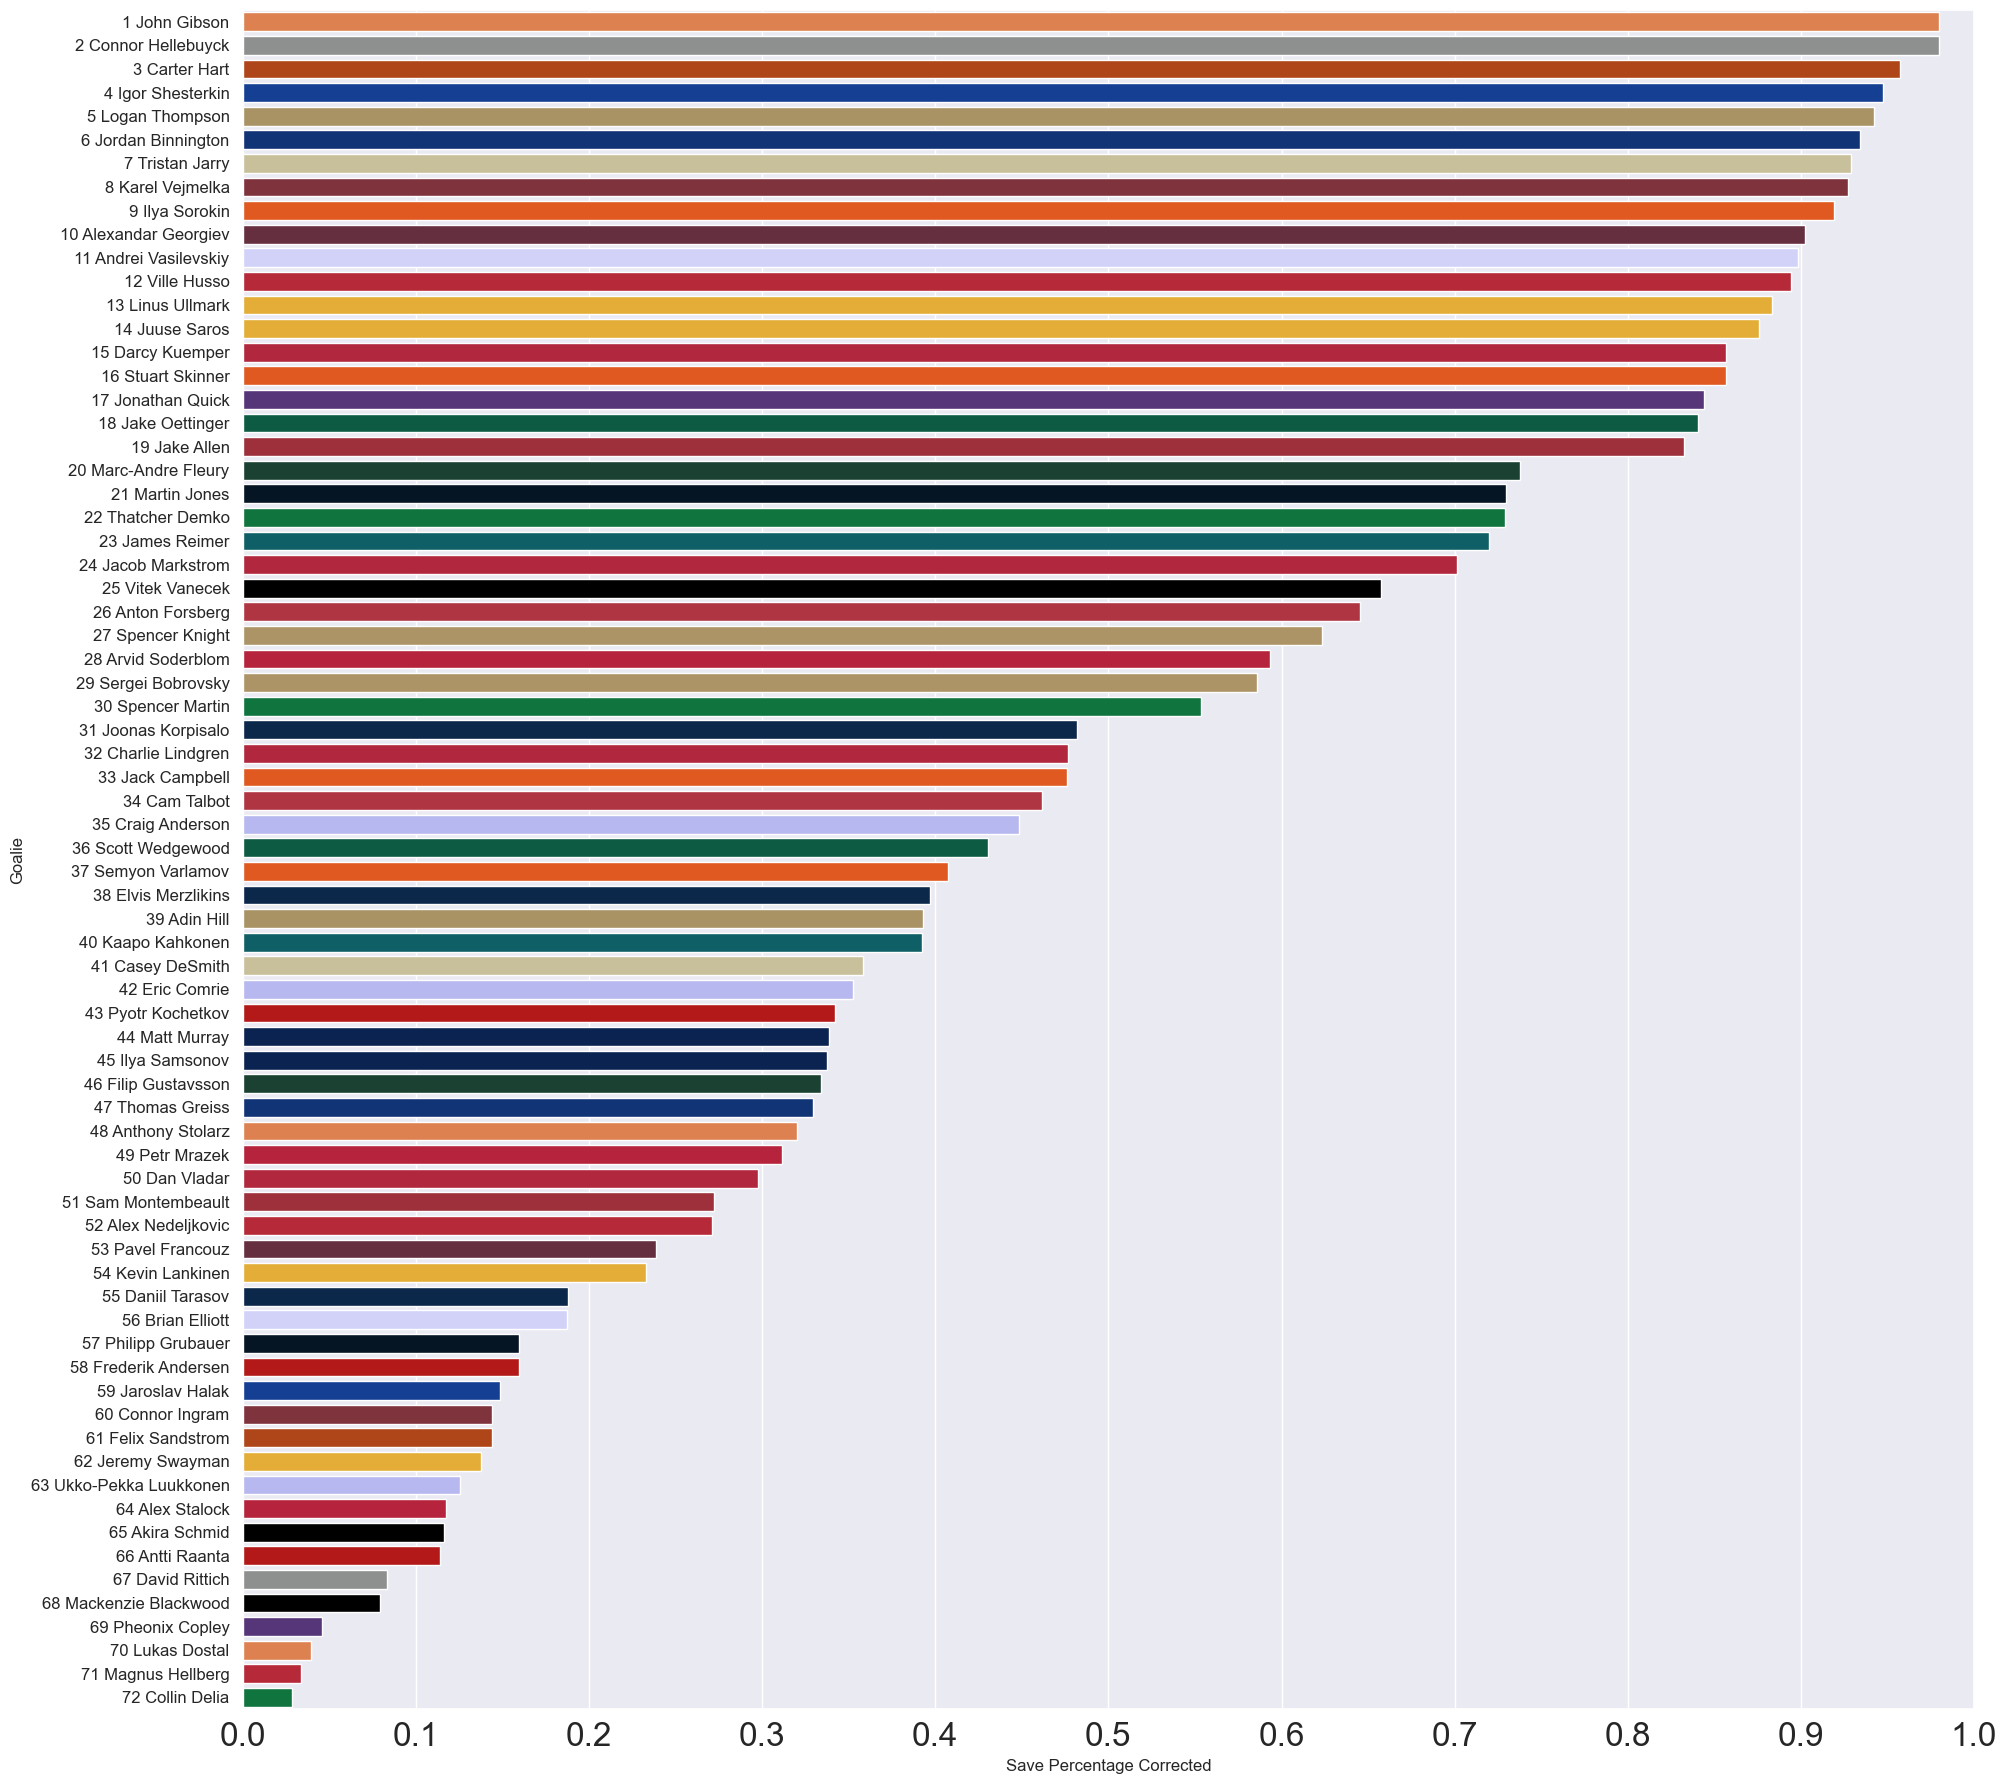 1 John Gibson
2 Connor Hellebuyck
3 Carter Hart
4 Igor Shesterkin
5 Logan Thompson
6 Jordan Binnington
7 Tristan Jarry
8 Karel Vejmelka
9 Ilya Sorokin
10 Alexandar Georgiev
11 Andrei Vasilevskiy
12 Ville Husso
13 Linus Ullmark
14 Juuse Saros
15 Darcy Kuemper
16 Stuart Skinner
17 Jonathan Quick
18 Jake Oettinger
19 Jake Allen
20 Marc-Andre Fleury
21 Martin Jones
22 Thatcher Demko
23 James Reimer
24 Jacob Markstrom
25 Vitek Vanecek
26 Anton Forsberg
27 Spencer Knight
28 Arvid Soderblom
29 Sergei Bobrovsky
30 Spencer Martin
31 Joonas Korpisalo
32 Charlie Lindgren
33 Jack Campbell
34 Cam Talbot
35 Craig Anderson
36 Scott Wedgewood
37 Semyon Varlamov
38 Elvis Merzlikins
39 Adin Hill
40 Kaapo Kahkonen
41 Casey DeSmith
42 Eric Comrie
43 Pyotr Kochetkov
44 Matt Murray
45 Ilya Samsonov
46 Filip Gustavsson
47 Thomas Greiss
48 Anthony Stolarz
49 Petr Mrazek
50 Dan Vladar
51 Sam Montembeault
52 Alex Nedeljkovic
53 Pavel Francouz
54 Kevin Lankinen
55 Daniil Tarasov
56 Brian Elliott
57 Philipp Grubauer
58 Frederik Andersen
59 Jaroslav Halak
60 Connor Ingram
61 Felix Sandstrom
62 Jeremy Swayman
63 Ukko-Pekka Luukkonen
64 Alex Stalock
65 Akira Schmid
66 Antti Raanta
67 David Rittich
68 Mackenzie Blackwood
69 Pheonix Copley
70 Lukas Dostal
71 Magnus Hellberg
72 Collin Delia
Goalie
0.0 0.1 0.2 0.3 0.4 0.5 0.6 0.7 0.8 0.9 1.0
Save Percentage Corrected